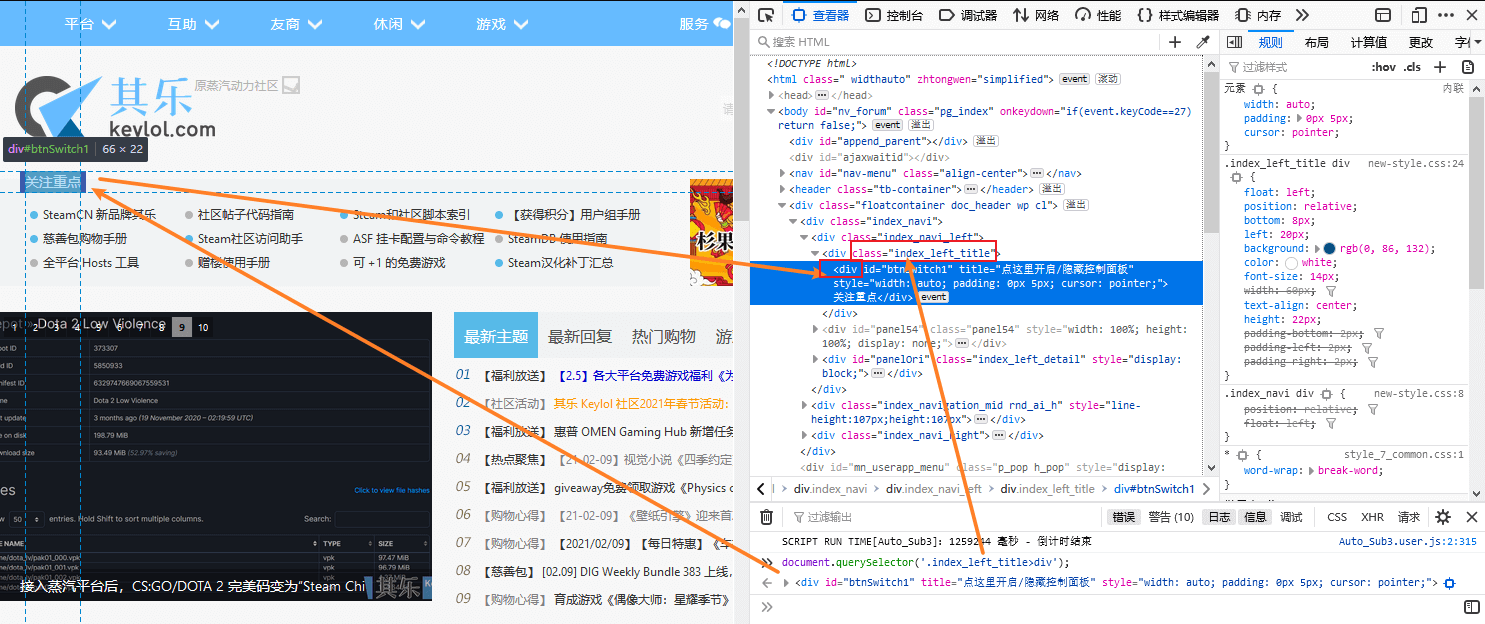 平台
互助
友商
休闲
游戏
服务
其乐
keylol.com
原蒸汽动力社区
请
div#btnSwitch1 66 × 22
关注重点
SteamCN 新品牌其乐
社区帖子代码指南
Steam和社区脚本索引
【获得积分】用户组手册
慈善包购物手册
Steam社区访问助手
ASF 挂卡配置与命令教程
SteamDB 使用指南
全平台 Hosts 工具
赠楼使用手册
可 +1 的免费游戏
Steam汉化补丁汇总
Dota 2 Low Violence
1 2 3 4 5 6 7 8 9 10
373307
5850933
6329747669067559531
Dota 2 Low Violence
3 months ago (19 November 2020 – 02:19:59 UTC)
198.79 MiB
93.49 MiB (52.97% saving)
Click to view file hashes
50 entries. Hold Shift to sort multiple columns.
Search:
NAME TYPE SIZE
vpk 97.47 MiB
vpk 96.79 MiB
接入蒸汽平台后，CS:GO/DOTA 2 完美码变为“Steam Chi
其乐
最新主题 最新回复 热门购物 游
01 【福利放送】 【2.5】各大平台免费游戏福利《为
02 【社区活动】 其乐 Keylol 社区2021年春节活动：
03 【福利放送】 惠普 OMEN Gaming Hub 新增任务
04 【热点聚焦】 【21-02-09】视觉小说《四季约定
05 【福利放送】 giveaway免费领取游戏《Physics c
06 【购物心得】 【21-02-09】《壁纸引擎》迎来首
07 【购物心得】 【2021/02/09】【每日特惠】《车
08 【慈善包】 [02.09] DIG Weekly Bundle 383 上线，
09 【购物心得】 育成游戏《偶像大师：星耀季节》
查看器 控制台 调试器 网络 性能 {} 样式编辑器 内存
搜索 HTML
<!DOCTYPE html>
<html class=" widthauto" zhtongwen="simplified"> event 滚动
<head> </head>
<body id="nv_forum" class="pg_index" onkeydown="if(event.keyCode==27)
return false;"> event 溢出
<div id="append_parent"></div> 溢出
<div id="ajaxwaitid"></div>
<nav id="nav-menu" class="align-center"> </nav>
<header class="tb-container"> </header> 溢出
<div class="floatcontainer doc_header wp cl"> 溢出
<div class="index_navi">
<div class="index_navi_left">
<div class="index_left_title">
<div id="btnSwitch1" title="点这里开启/隐藏控制面板"
style="width: auto; padding: 0px 5px; cursor: pointer;">
关注重点</div> event
</div>
<div id="panel54" class="panel54" style="width: 100%; height:
100%; display: none;"> </div>
<div id="panelOri" class="index_left_detail" style="display:
block;"> </div>
</div>
<div class="index_navigation_mid rnd_ai_h" style="line-
height:107px;height:107px"> </div>
<div class="index_navi_right"> </div>
</div>
<div id="mn_userapp_menu" class="p_pop h_pop" style="display:
div.index_navi > div.index_navi_left > div.index_left_title > div#btnSwitch1
规则 布局 计算值 更改 字
过滤样式 :hov .cls +
元素 { 内联
width: auto;
padding: 0px 5px;
cursor: pointer;
}
.index_left_title div new-style.css:24
{
float: left;
position: relative;
bottom: 8px;
left: 20px;
background: rgb(0, 86, 132);
color: white;
font-size: 14px;
width: 60px;
text-align: center;
height: 22px;
padding-bottom: 2px;
padding-left: 2px;
padding-right: 2px;
}
.index_navi div { new-style.css:8
position: relative;
float: left;
}
* { style_7_common.css:1
word-wrap: break-word;
}
过滤输出
错误 警告 (10) 日志 信息 调试 CSS XHR 请求
SCRIPT RUN TIME[Auto_Sub3]: 1259244 毫秒 - 倒计时结束 Auto_Sub3.user.js:2:315
document.querySelector('.index_left_title>div');
<div id="btnSwitch1" title="点这里开启/隐藏控制面板" style="width: auto; padding: 0px 5px; cursor: pointer;">